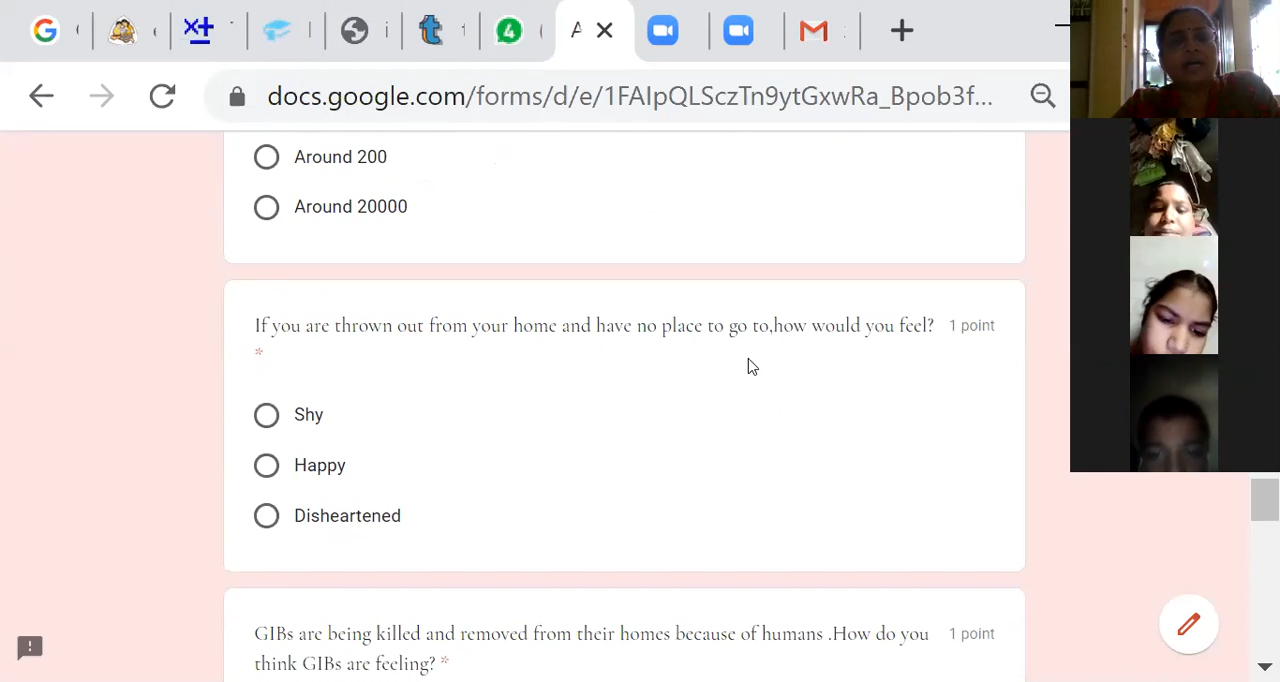 docs.google.com/forms/d/e/1FAIpQLSczTn9ytGxwRa_Bpob3f...
Around 200
Around 20000
If you are thrown out from your home and have no place to go to,how would you feel? 1 point
*
Shy
Happy
Disheartened
GIBs are being killed and removed from their homes because of humans .How do you 1 point
think GIBs are feeling? *